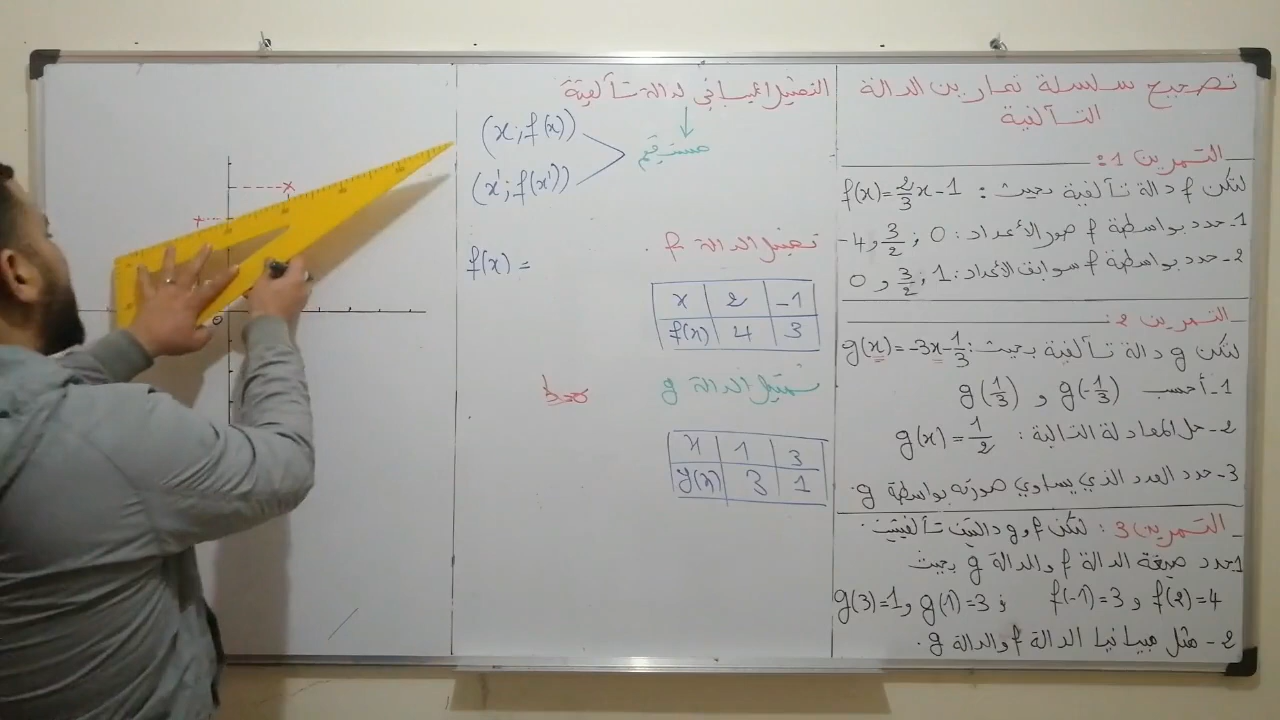 تصحيح سلسلة تمارين الدالة
التآلفية
التمرين 1:
لتكن f دالة تآلفية بحيث: f(x)=2/3x-1
1- حدد بواسطة f صور الأعداد: 0 ; 3/2 و -4
2- حدد بواسطة f سوابق الأعداد: 1 ; 3/2 و 0
التمرين 2:
لتكن g دالة تآلفية بحيث: g(x)=-3x-1/3
1- أحسب g(-1/3) و g(1/3)
2- حل المعادلة التالية: g(x)=1/2
3- حدد العدد الذي يساوي صورته بواسطة g.
التمرين 3: لتكن f و g دالتين تآلفيتين.
1- حدد صيغة الدالة f والدالة g بحيث
f(2)=4 و f(-1)=3 ; g(1)=3 و g(3)=1
2- مثل مبيانيا الدالة f والدالة g.
التمثيل المبياني لدالة تآلفية
(x;f(x))
مستقيم
(x';f(x'))
تمثيل الدالة f.
f(x)=
x 2 -1
f(x) 4 3
تمثيل الدالة g
x 1 3
g(x) 3 1
0